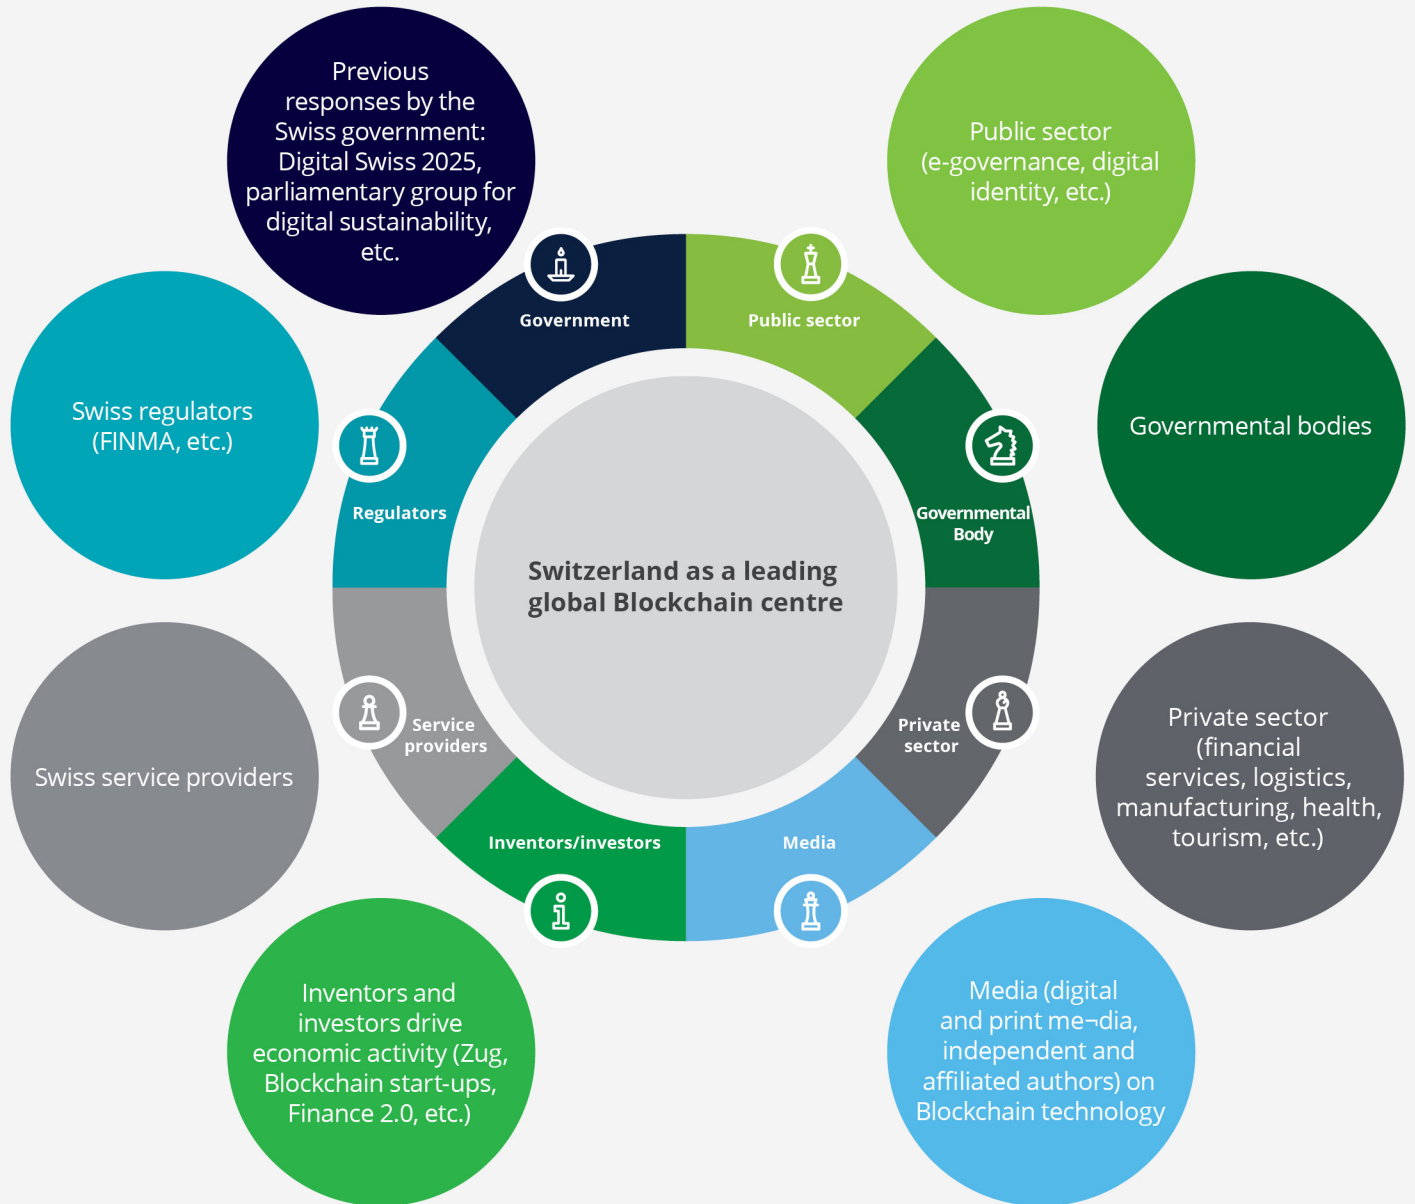 Previous
responses by the
Swiss government:
Digital Swiss 2025,
parliamentary group for
digital sustainability,
etc.
Public sector
(e-governance, digital
identity, etc.)
Government
Public sector
Swiss regulators
(FINMA, etc.)
Governmental bodies
Regulators
Governmental
Body
Switzerland as a leading
global Blockchain centre
Service
providers
Private
sector
Swiss service providers
Private sector
(financial
services, logistics,
manufacturing, health,
tourism, etc.)
Inventors/investors
Media
Inventors and
investors drive
economic activity (Zug,
Blockchain start-ups,
Finance 2.0, etc.)
Media (digital
and print me¬dia,
independent and
affiliated authors) on
Blockchain technology